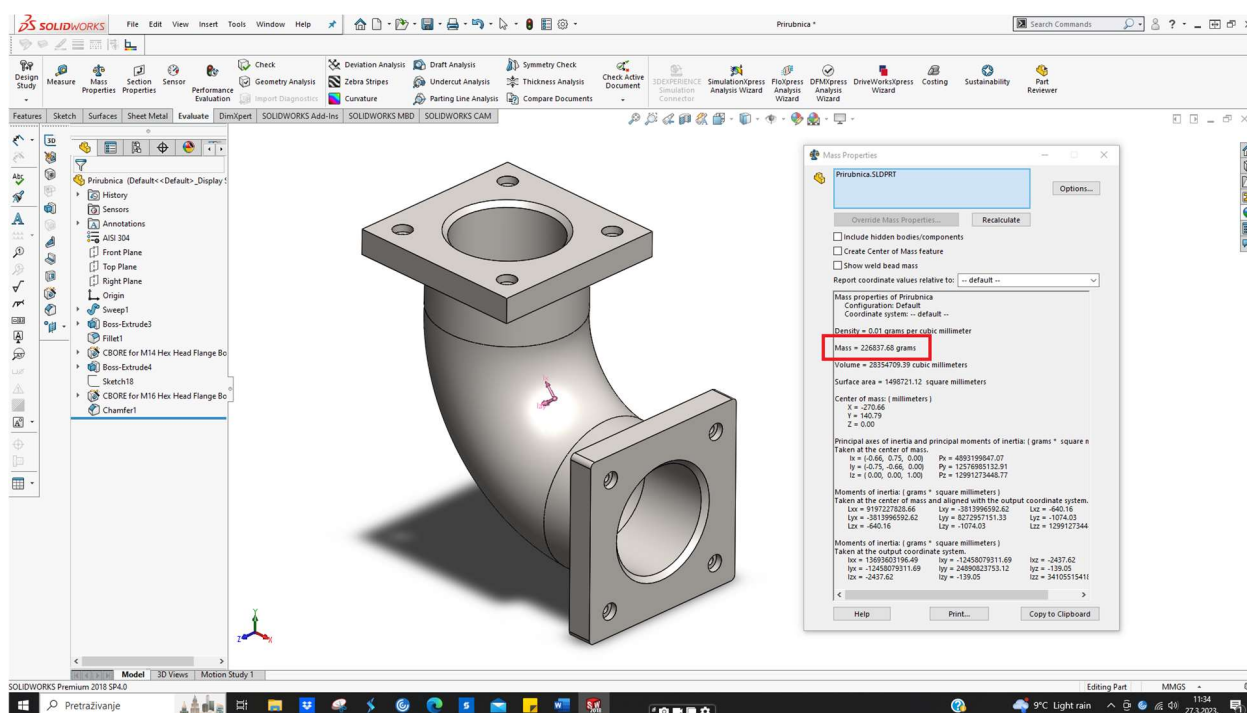 SOLIDWORKS File Edit View Insert Tools Window Help Prirubnica * Search Commands
Design Study
Measure
Mass Properties
Section Properties
Sensor
Performance Evaluation
Check
Geometry Analysis
Import Diagnostics
Deviation Analysis
Zebra Stripes
Curvature
Draft Analysis
Undercut Analysis
Parting Line Analysis
Symmetry Check
Thickness Analysis
Compare Documents
Check Active Document
3DEXPERIENCE Simulation Connector
SimulationXpress Analysis Wizard
FloXpress Analysis Wizard
DFMXpress Analysis Wizard
DriveWorksXpress Wizard
Costing
Sustainability
Part Reviewer
Features Sketch Surfaces Sheet Metal Evaluate DimXpert SOLIDWORKS Add-Ins SOLIDWORKS MBD SOLIDWORKS CAM
Prirubnica (Default<<Default>_Display S
History
Sensors
Annotations
AISI 304
Front Plane
Top Plane
Right Plane
Origin
Sweep1
Boss-Extrude3
Fillet1
CBORE for M14 Hex Head Flange Bo
Boss-Extrude4
Sketch18
CBORE for M16 Hex Head Flange Bo
Chamfer1
Mass Properties
Prirubnica.SLDPRT
Options...
Override Mass Properties... Recalculate
Include hidden bodies/components
Create Center of Mass feature
Show weld bead mass
Report coordinate values relative to: -- default --
Mass properties of Prirubnica
Configuration: Default
Coordinate system: -- default --
Density = 0.01 grams per cubic millimeter
Mass = 226837.68 grams
Volume = 28354709.39 cubic millimeters
Surface area = 1498721.12 square millimeters
Center of mass: ( millimeters )
X = -270.66
Y = 140.79
Z = 0.00
Principal axes of inertia and principal moments of inertia: ( grams * square n
Taken at the center of mass.
Ix = (-0.66, 0.75, 0.00) Px = 4893199847.07
Iy = (-0.75, -0.66, 0.00) Py = 12576985132.91
Iz = ( 0.00, 0.00, 1.00) Pz = 12991273448.77
Moments of inertia: ( grams * square millimeters )
Taken at the center of mass and aligned with the output coordinate system.
Lxx = 9197227828.66 Lxy = -3813996592.62 Lxz = -640.16
Lyx = -3813996592.62 Lyy = 8272957151.33 Lyz = -1074.03
Lzx = -640.16 Lzy = -1074.03 Lzz = 1299127344
Moments of inertia: ( grams * square millimeters )
Taken at the output coordinate system.
Ixx = 13693603196.49 Ixy = -12458079311.69 Ixz = -2437.62
Iyx = -12458079311.69 Iyy = 24890823753.12 Iyz = -139.05
Izx = -2437.62 Izy = -139.05 Izz = 3410551541
Help Print... Copy to Clipboard
Y
Z X
Model 3D Views Motion Study 1
SOLIDWORKS Premium 2018 SP4.0 Editing Part MMGS
Pretraživanje 9°C Light rain 11:34
27.3.2023.